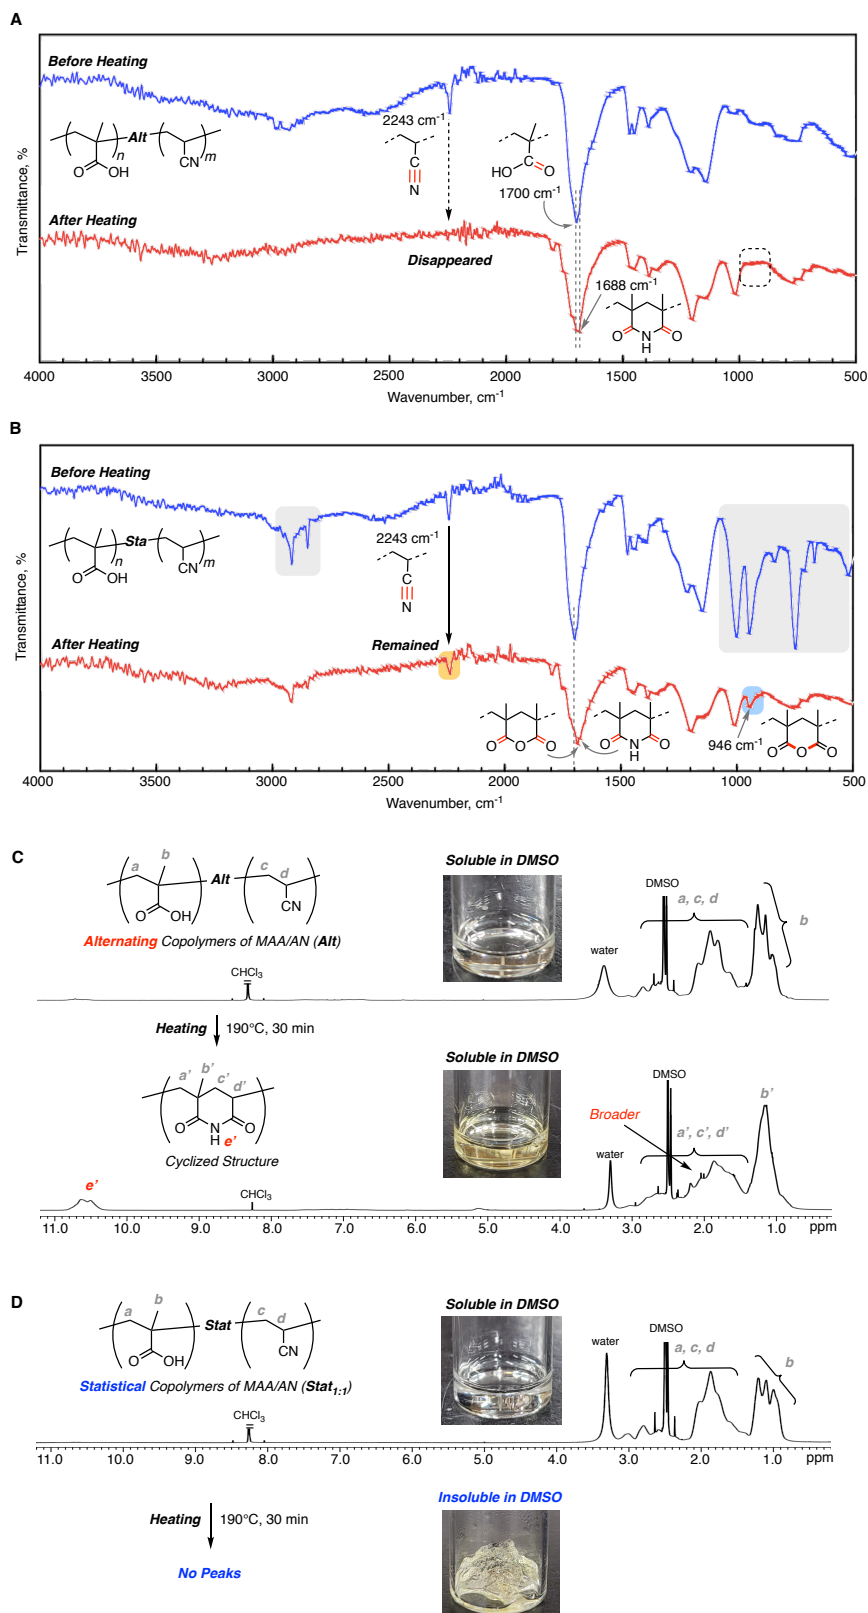 A
Before Heating
Alt
n
m
O
OH
CN
2243 cm-1
C
N
HO
C
O
1700 cm-1
After Heating
Disappeared
1688 cm-1
O
N
H
O
Transmittance, %
4000
3500
3000
2500
2000
1500
1000
500
Wavenumber, cm-1
B
Before Heating
Sta
n
m
O
OH
CN
2243 cm-1
C
N
After Heating
Remained
O
O
O
O
N
H
O
946 cm-1
O
O
O
Transmittance, %
4000
3500
3000
2500
2000
1500
1000
500
Wavenumber, cm-1
C
a
b
Alt
c
d
O
OH
CN
Alternating Copolymers of MAA/AN (Alt)
Soluble in DMSO
CHCl3
water
DMSO
a, c, d
b
Heating
190°C, 30 min
a’
b’
c’
d’
O
N
H
O
e’
Cyclized Structure
Soluble in DMSO
e’
CHCl3
water
DMSO
Broader
a’, c’, d’
b’
11.0
10.0
9.0
8.0
7.0
6.0
5.0
4.0
3.0
2.0
1.0
ppm
D
a
b
Stat
c
d
O
OH
CN
Statistical Copolymers of MAA/AN (Stat1:1)
Soluble in DMSO
CHCl3
water
DMSO
a, c, d
b
11.0
10.0
9.0
8.0
7.0
6.0
5.0
4.0
3.0
2.0
1.0
ppm
Heating
190°C, 30 min
No Peaks
Insoluble in DMSO